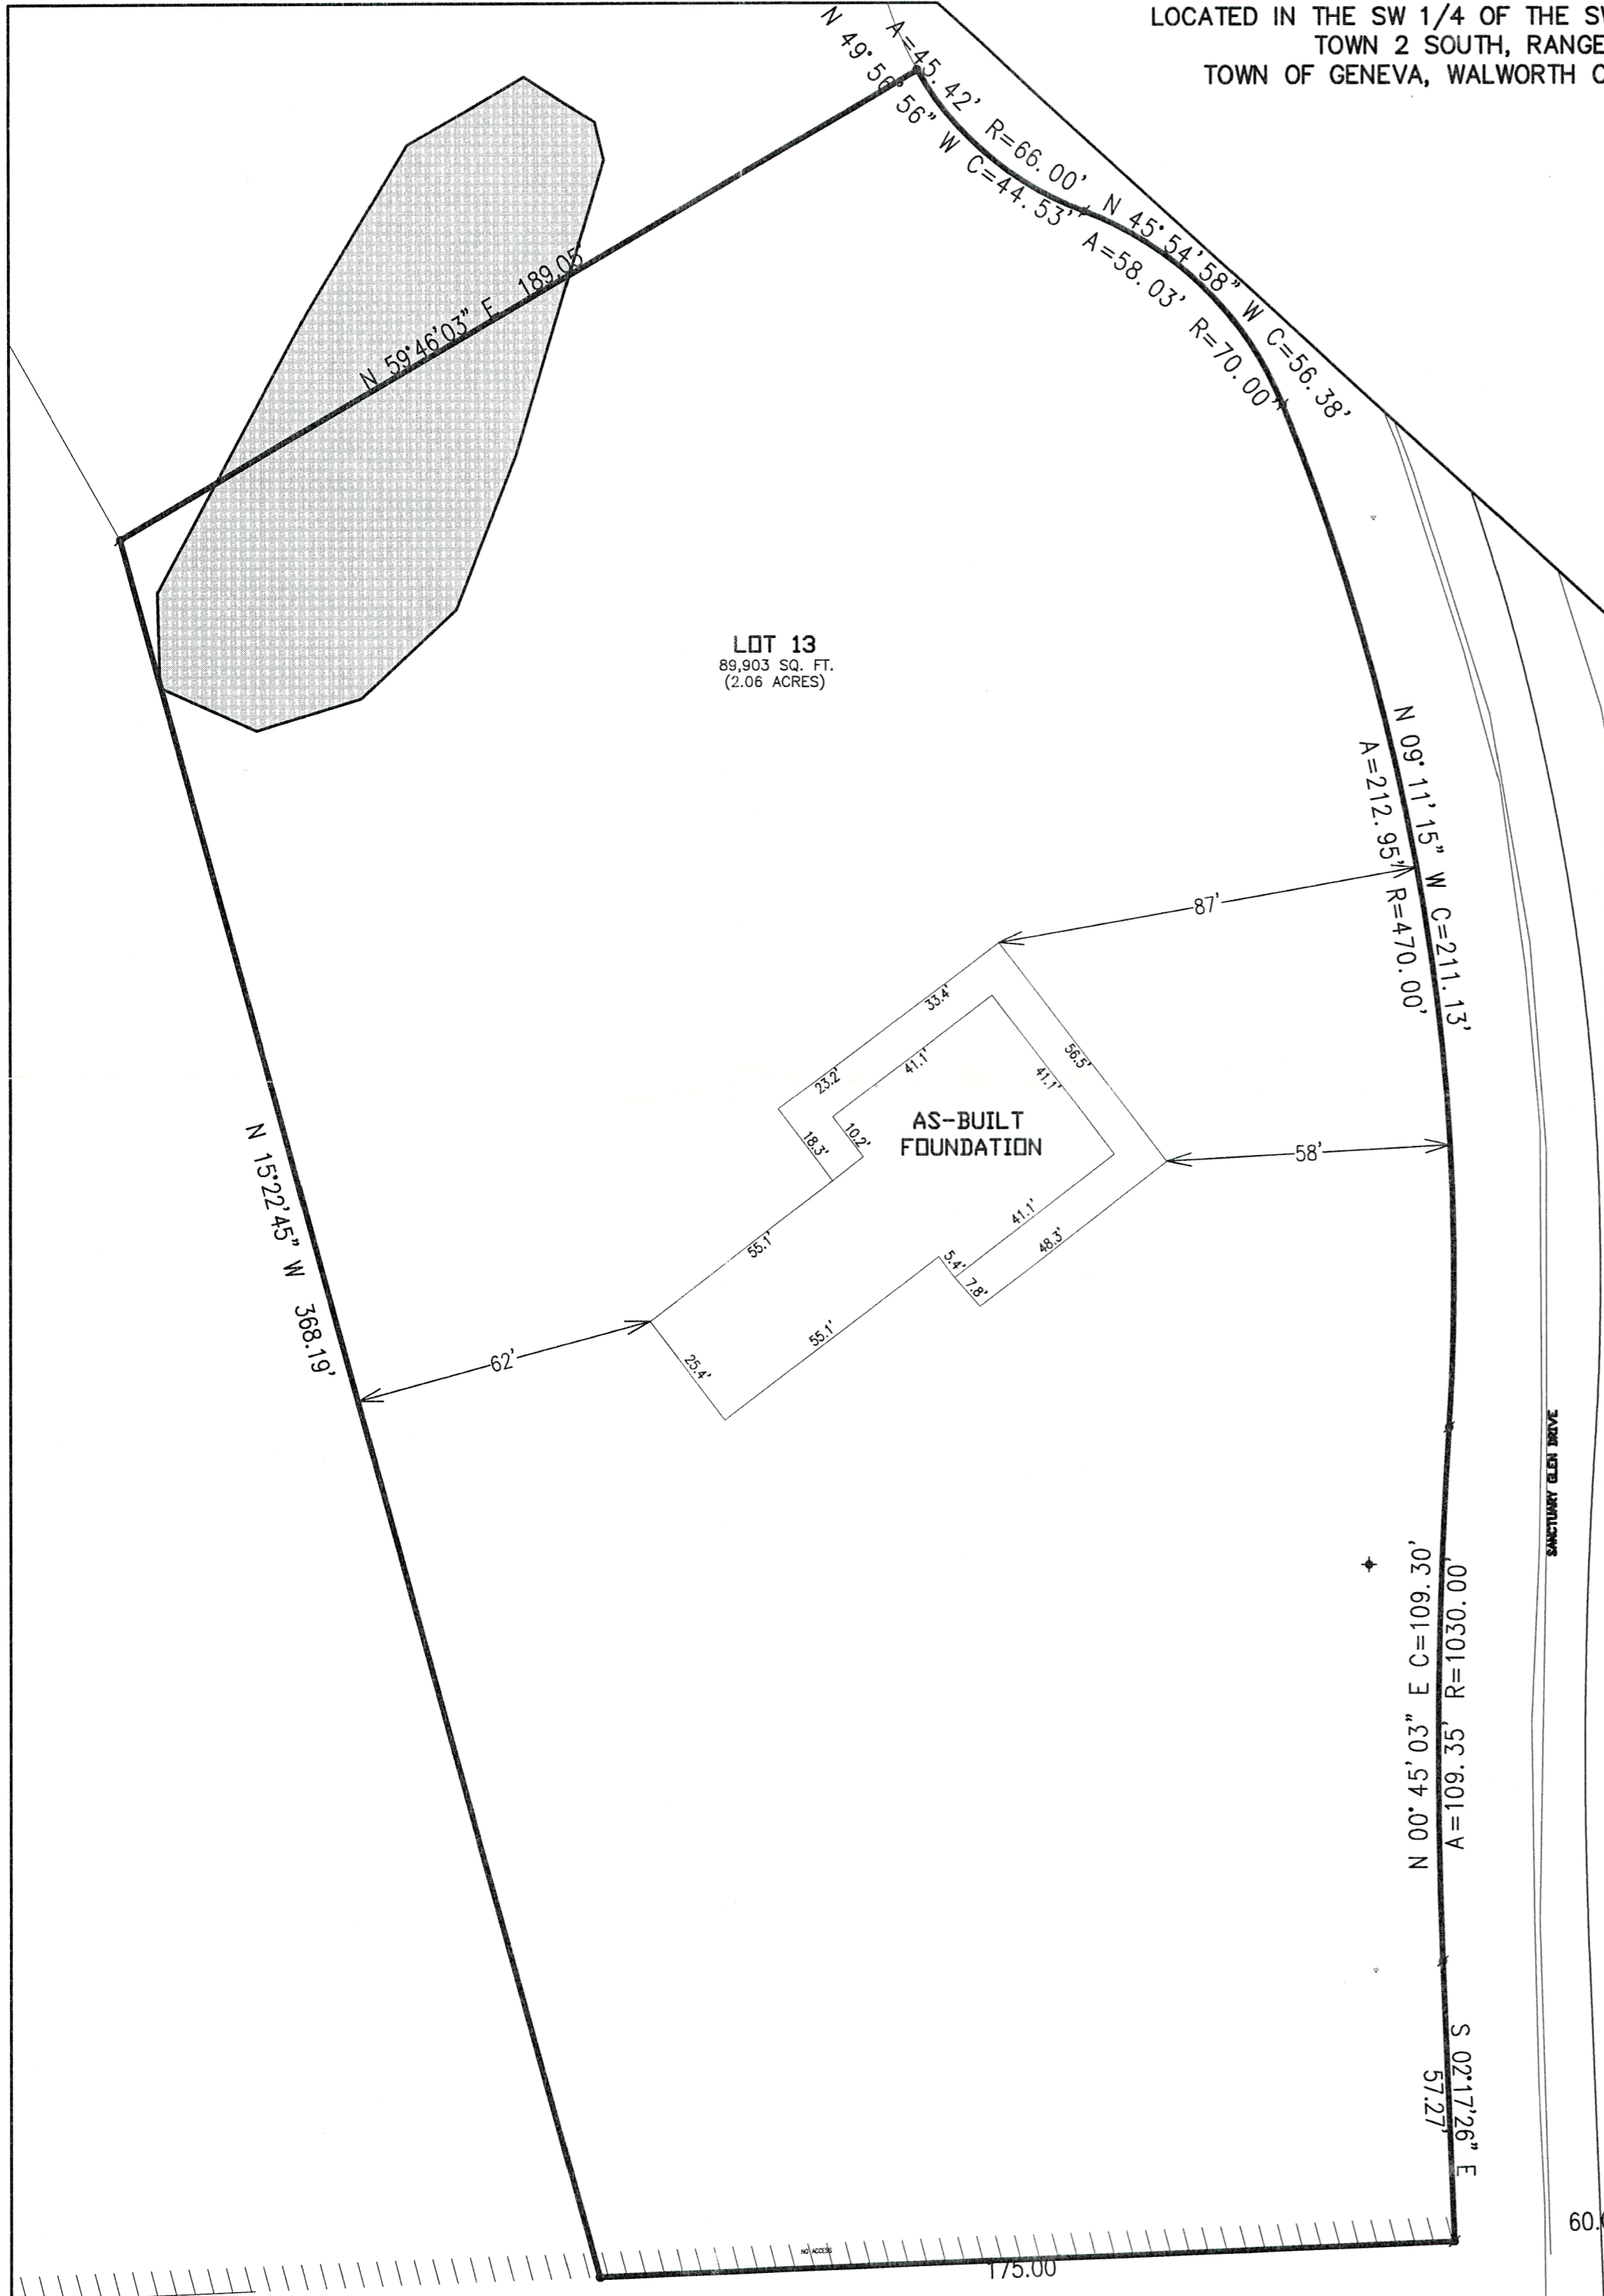 LOCATED IN THE SW 1/4 OF THE
TOWN 2 SOUTH, RANGE
TOWN OF GENEVA, WALWORTH
A=45.42' R=66.00'
N 49°56'56" W C=44.53'
N 45°54'58" W C=56.38'
A=58.03' R=70.00'
N 59°46'03" E 189.05'
LOT 13
89,903 SQ. FT.
(2.06 ACRES)
N 09°11'15" W C=211.13'
A=212.95' R=470.00'
87'
33.4'
23.2'
41.1'
56.5'
41.1'
18.3'
10.2'
AS-BUILT
FOUNDATION
58'
55.1'
41.1'
48.3'
5.4'
7.8'
55.1'
25.4'
62'
N 15°22'45" W 368.19'
SANCTUARY GLEN DRIVE
N 00°45'03" E C=109.30'
A=109.35' R=1030.00'
S 02°17'26" E
57.27'
NO ACCESS
175.00
60.